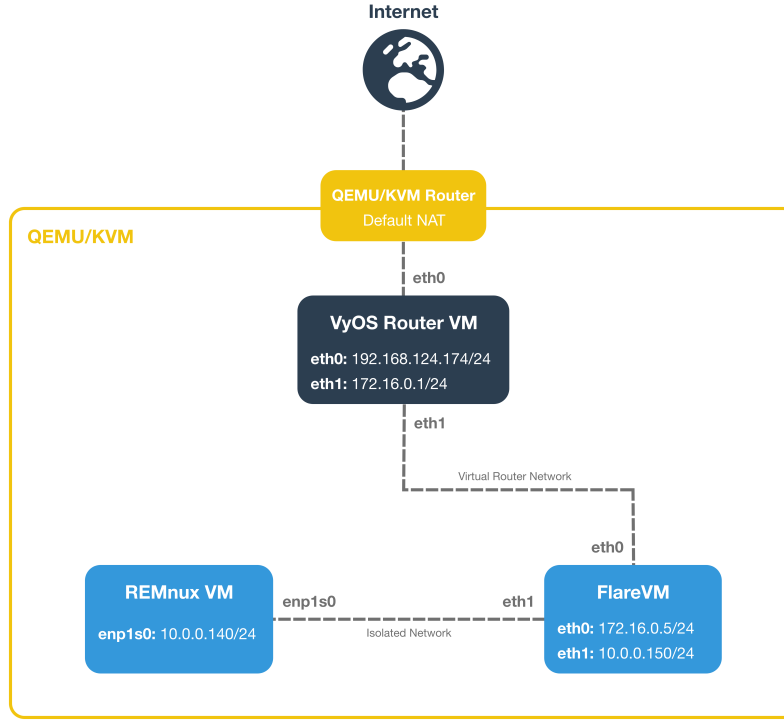 Internet
QEMU/KVM Router
Default NAT
QEMU/KVM
eth0
VyOS Router VM
eth0: 192.168.124.174/24
eth1: 172.16.0.1/24
eth1
Virtual Router Network
eth0
REMnux VM
enp1s0: 10.0.0.140/24
enp1s0
eth1
Isolated Network
FlareVM
eth0: 172.16.0.5/24
eth1: 10.0.0.150/24